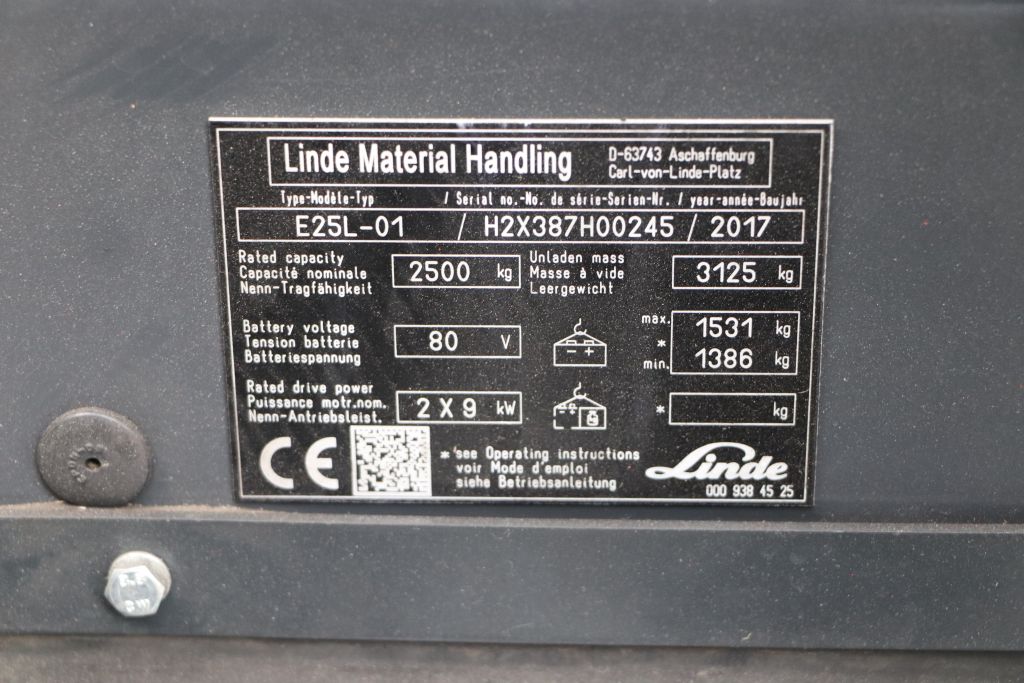 Linde Material Handling
D-63743 Aschaffenburg
Carl-von-Linde-Platz
Type-Modèle-Typ / Serial no.-No. de série-Serien-Nr. / year-année-Baujahr
E25L-01 / H2X387H00245 / 2017
Rated capacity
Capacité nominale
Nenn-Tragfähigkeit
2500 kg
Unladen mass
Masse à vide
Leergewicht
3125 kg
Battery voltage
Tension batterie
Batteriespannung
80 V
- +
max. 1531 kg
*
min. 1386 kg
Rated drive power
Puissance motr.nom.
Nenn-Antriebsleist.
2 X 9 kW
- +
* kg
CE
* see Operating instructions
voir Mode d'emploi
siehe Betriebsanleitung
Linde
000 938 45 25